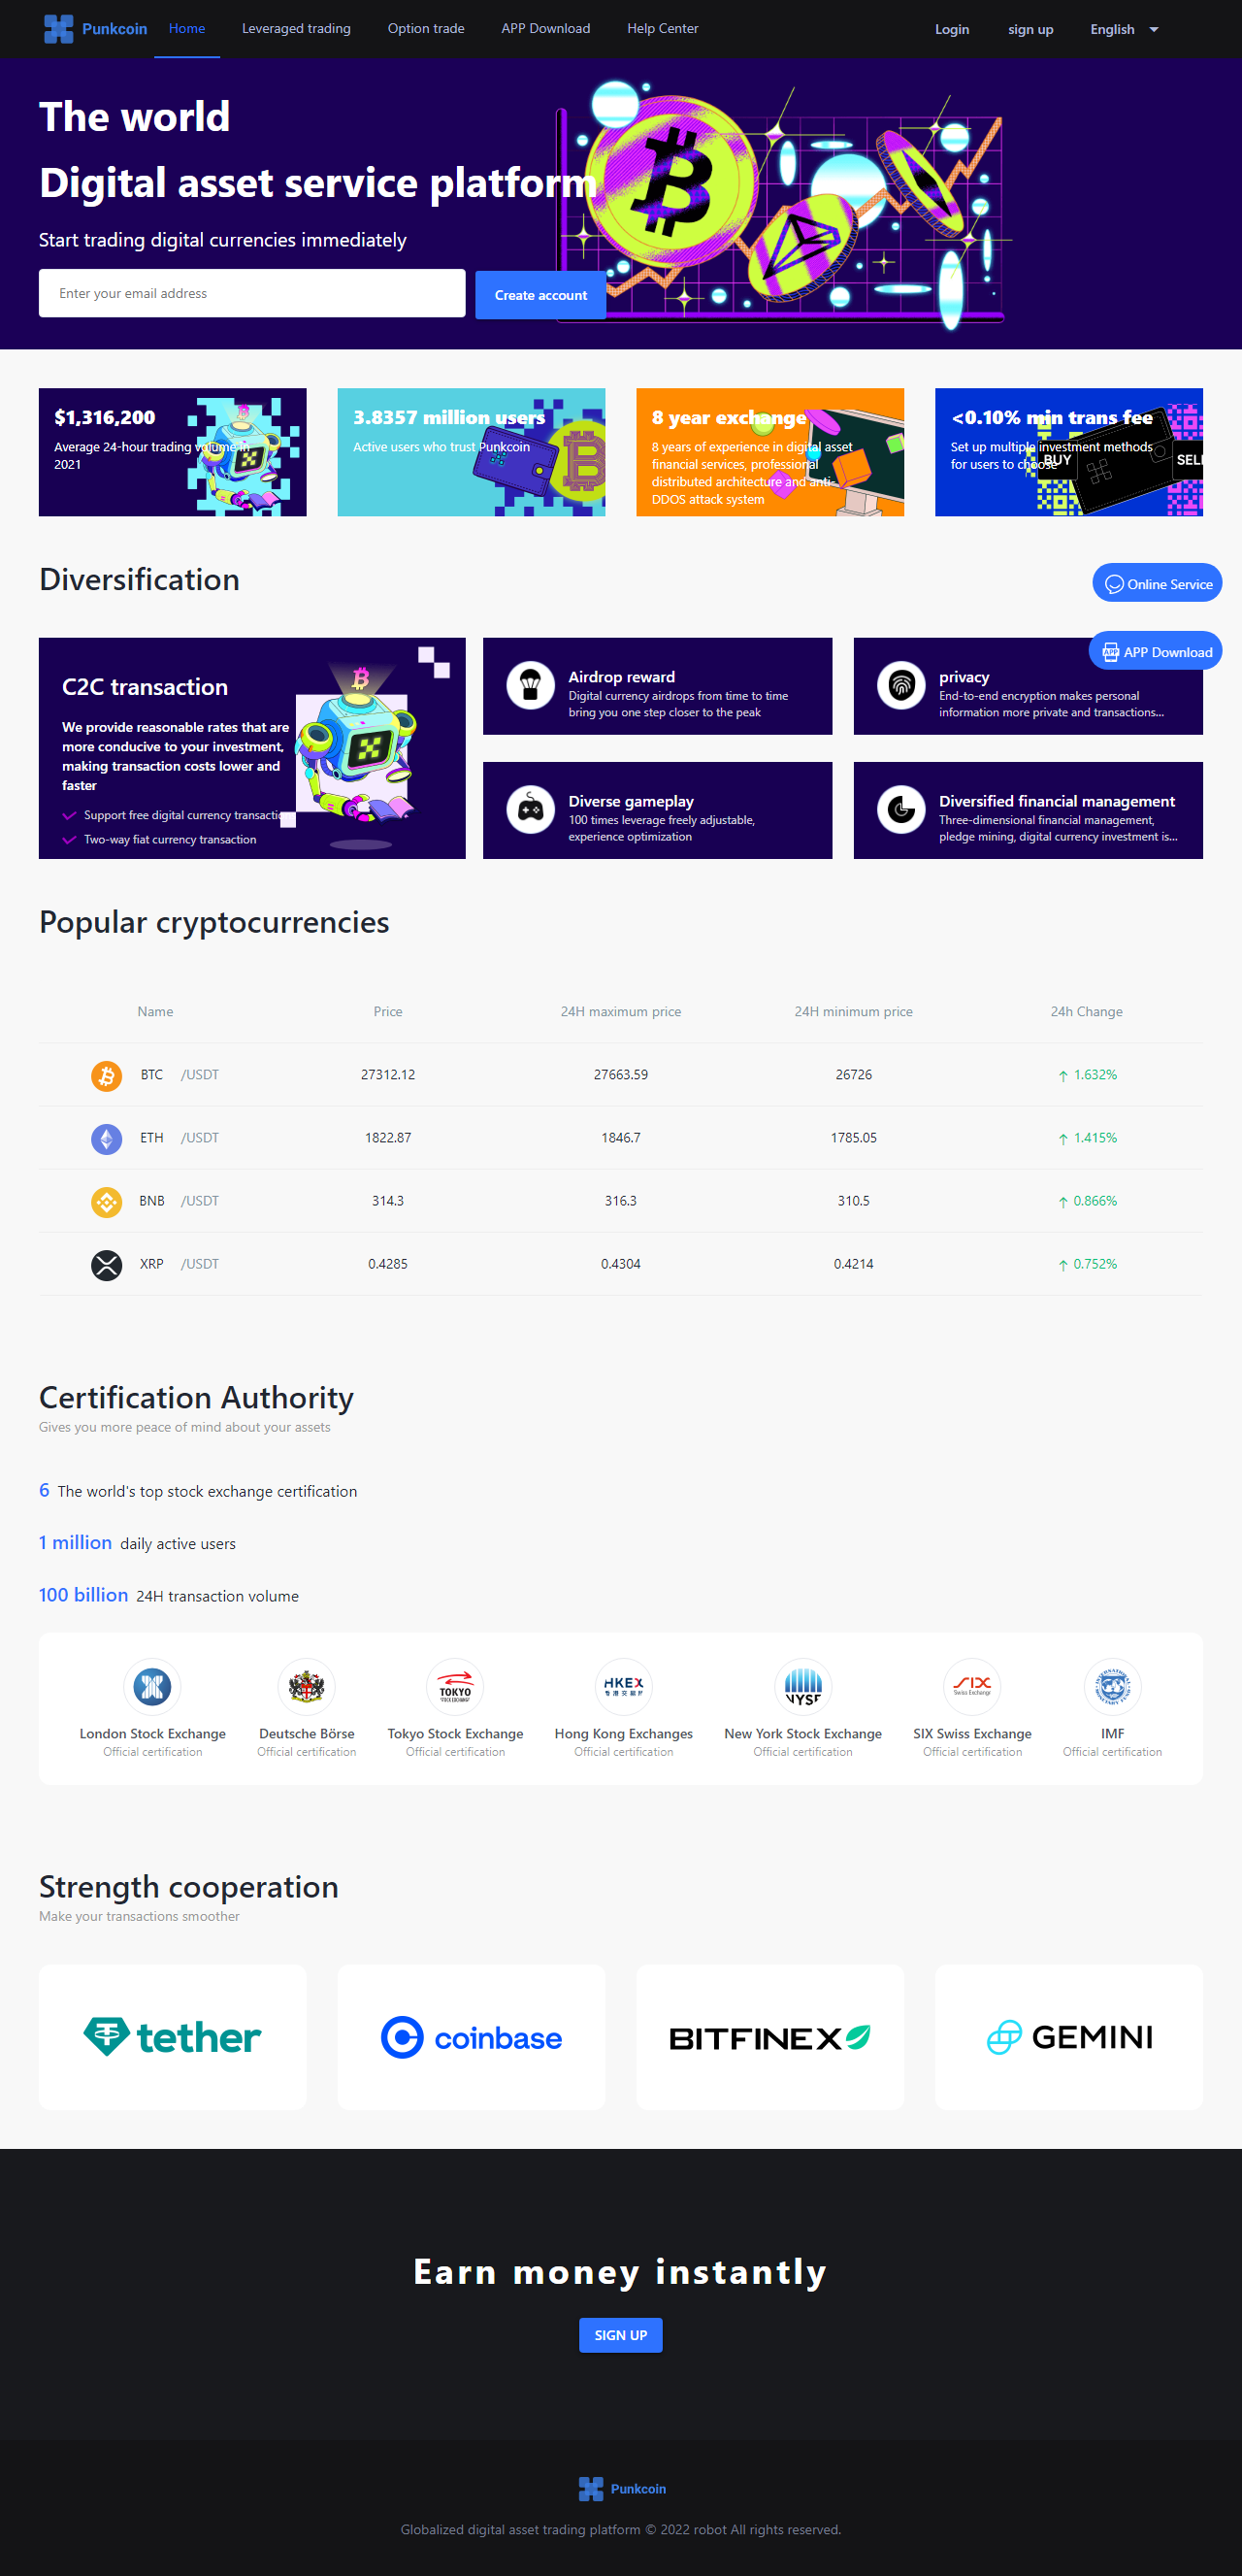 Punkcoin Home Leveraged trading Option trade APP Download Help Center Login sign up English
The world
Digital asset service platform
Start trading digital currencies immediately
Enter your email address Create account
$1,316,200
Average 24-hour trading volume in
2021
3.8357 million users
Active users who trust Punkcoin
8 year exchange
8 years of experience in digital asset
financial services, professional
distributed architecture and anti-
DDOS attack system
<0.10% min trans fee
Set up multiple investment methods
for users to choose
BUY SELL
Diversification
Online Service
APP Download
C2C transaction
We provide reasonable rates that are
more conducive to your investment,
making transaction costs lower and
faster
Support free digital currency transaction
Two-way fiat currency transaction
Airdrop reward
Digital currency airdrops from time to time
bring you one step closer to the peak
privacy
End-to-end encryption makes personal
information more private and transactions...
Diverse gameplay
100 times leverage freely adjustable,
experience optimization
Diversified financial management
Three-dimensional financial management,
pledge mining, digital currency investment is...
Popular cryptocurrencies
Name Price 24H maximum price 24H minimum price 24h Change
BTC /USDT 27312.12 27663.59 26726 ↑ 1.632%
ETH /USDT 1822.87 1846.7 1785.05 ↑ 1.415%
BNB /USDT 314.3 316.3 310.5 ↑ 0.866%
XRP /USDT 0.4285 0.4304 0.4214 ↑ 0.752%
Certification Authority
Gives you more peace of mind about your assets
6 The world's top stock exchange certification
1 million daily active users
100 billion 24H transaction volume
TOKYO
STOCK EXCHANGE
HKEX
香港交易所
NYSE
SIX
Swiss Exchange
London Stock Exchange Deutsche Börse Tokyo Stock Exchange Hong Kong Exchanges New York Stock Exchange SIX Swiss Exchange IMF
Official certification Official certification Official certification Official certification Official certification Official certification Official certification
Strength cooperation
Make your transactions smoother
tether coinbase BITFINEX GEMINI
Earn money instantly
SIGN UP
Punkcoin
Globalized digital asset trading platform © 2022 robot All rights reserved.